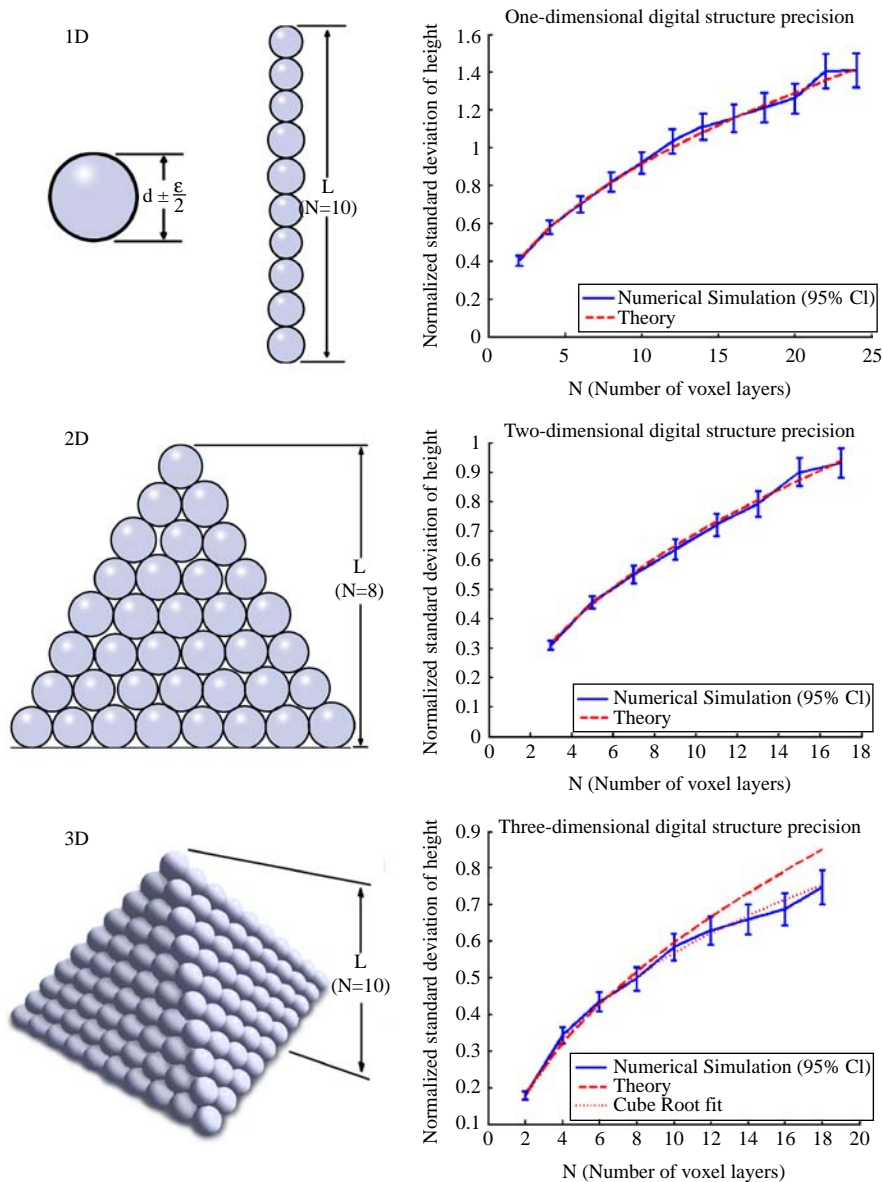 1D
d ± ε/2
L
(N=10)
One-dimensional digital structure precision
Normalized standard deviation of height
1.6
1.4
1.2
1
0.8
0.6
0.4
0.2
0
0 5 10 15 20 25
Numerical Simulation (95% Cl)
Theory
N (Number of voxel layers)
2D
L
(N=8)
Two-dimensional digital structure precision
Normalized standard deviation of height
1
0.9
0.8
0.7
0.6
0.5
0.4
0.3
0.2
0.1
0
0 2 4 6 8 10 12 14 16 18
Numerical Simulation (95% Cl)
Theory
N (Number of voxel layers)
3D
L
(N=10)
Three-dimensional digital structure precision
Normalized standard deviation of height
0.9
0.8
0.7
0.6
0.5
0.4
0.3
0.2
0.1
0 2 4 6 8 10 12 14 16 18 20
Numerical Simulation (95% Cl)
Theory
Cube Root fit
N (Number of voxel layers)